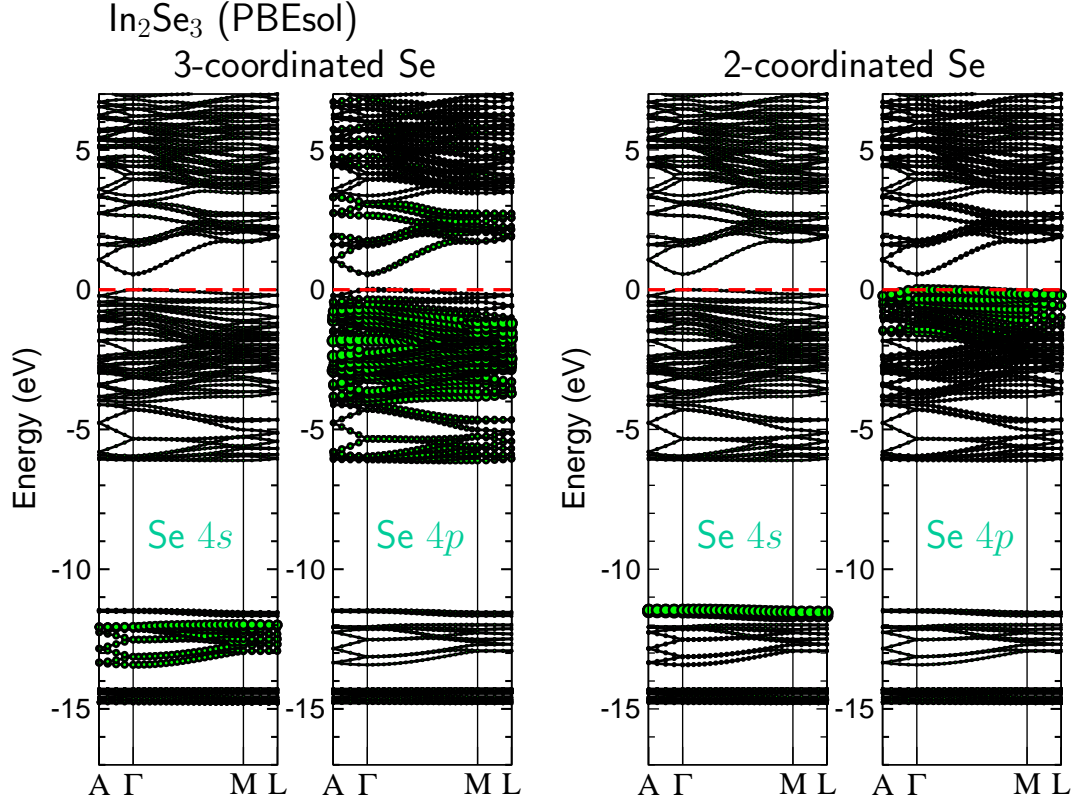 In₂Se₃ (PBEsol)
3-coordinated Se
2-coordinated Se
Energy (eV)
5
0
-5
-10
-15
Se 4s
A Γ M L
5
0
-5
-10
-15
Se 4p
A Γ M L
Energy (eV)
5
0
-5
-10
-15
Se 4s
A Γ M L
5
0
-5
-10
-15
Se 4p
A Γ M L